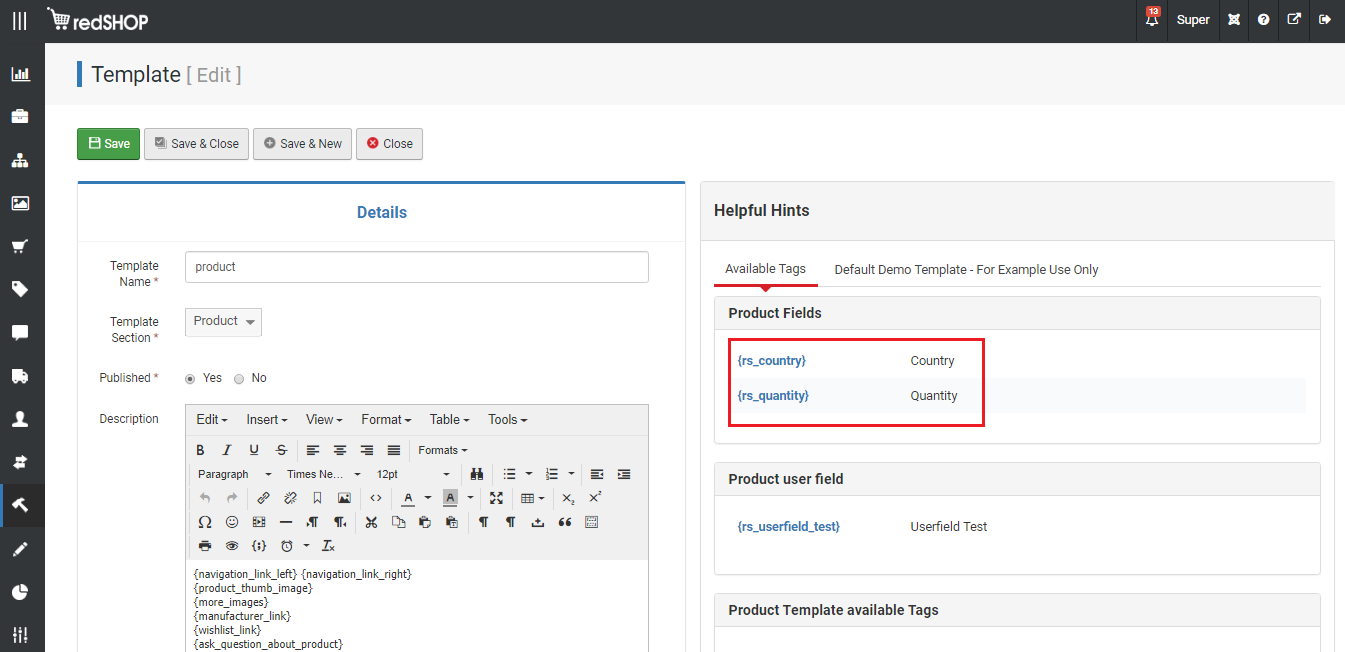 redSHOP
13
Super
Template [ Edit ]
Save
Save & Close
Save & New
Close
Details
Template Name *
product
Template Section *
Product
Published *
Yes
No
Description
Edit
Insert
View
Format
Table
Tools
B I U S
Formats
Paragraph
Times Ne...
12pt
A
A
{navigation_link_left} {navigation_link_right}
{product_thumb_image}
{more_images}
{manufacturer_link}
{wishlist_link}
{ask_question_about_product}
Helpful Hints
Available Tags
Default Demo Template - For Example Use Only
Product Fields
{rs_country} Country
{rs_quantity} Quantity
Product user field
{rs_userfield_test} Userfield Test
Product Template available Tags